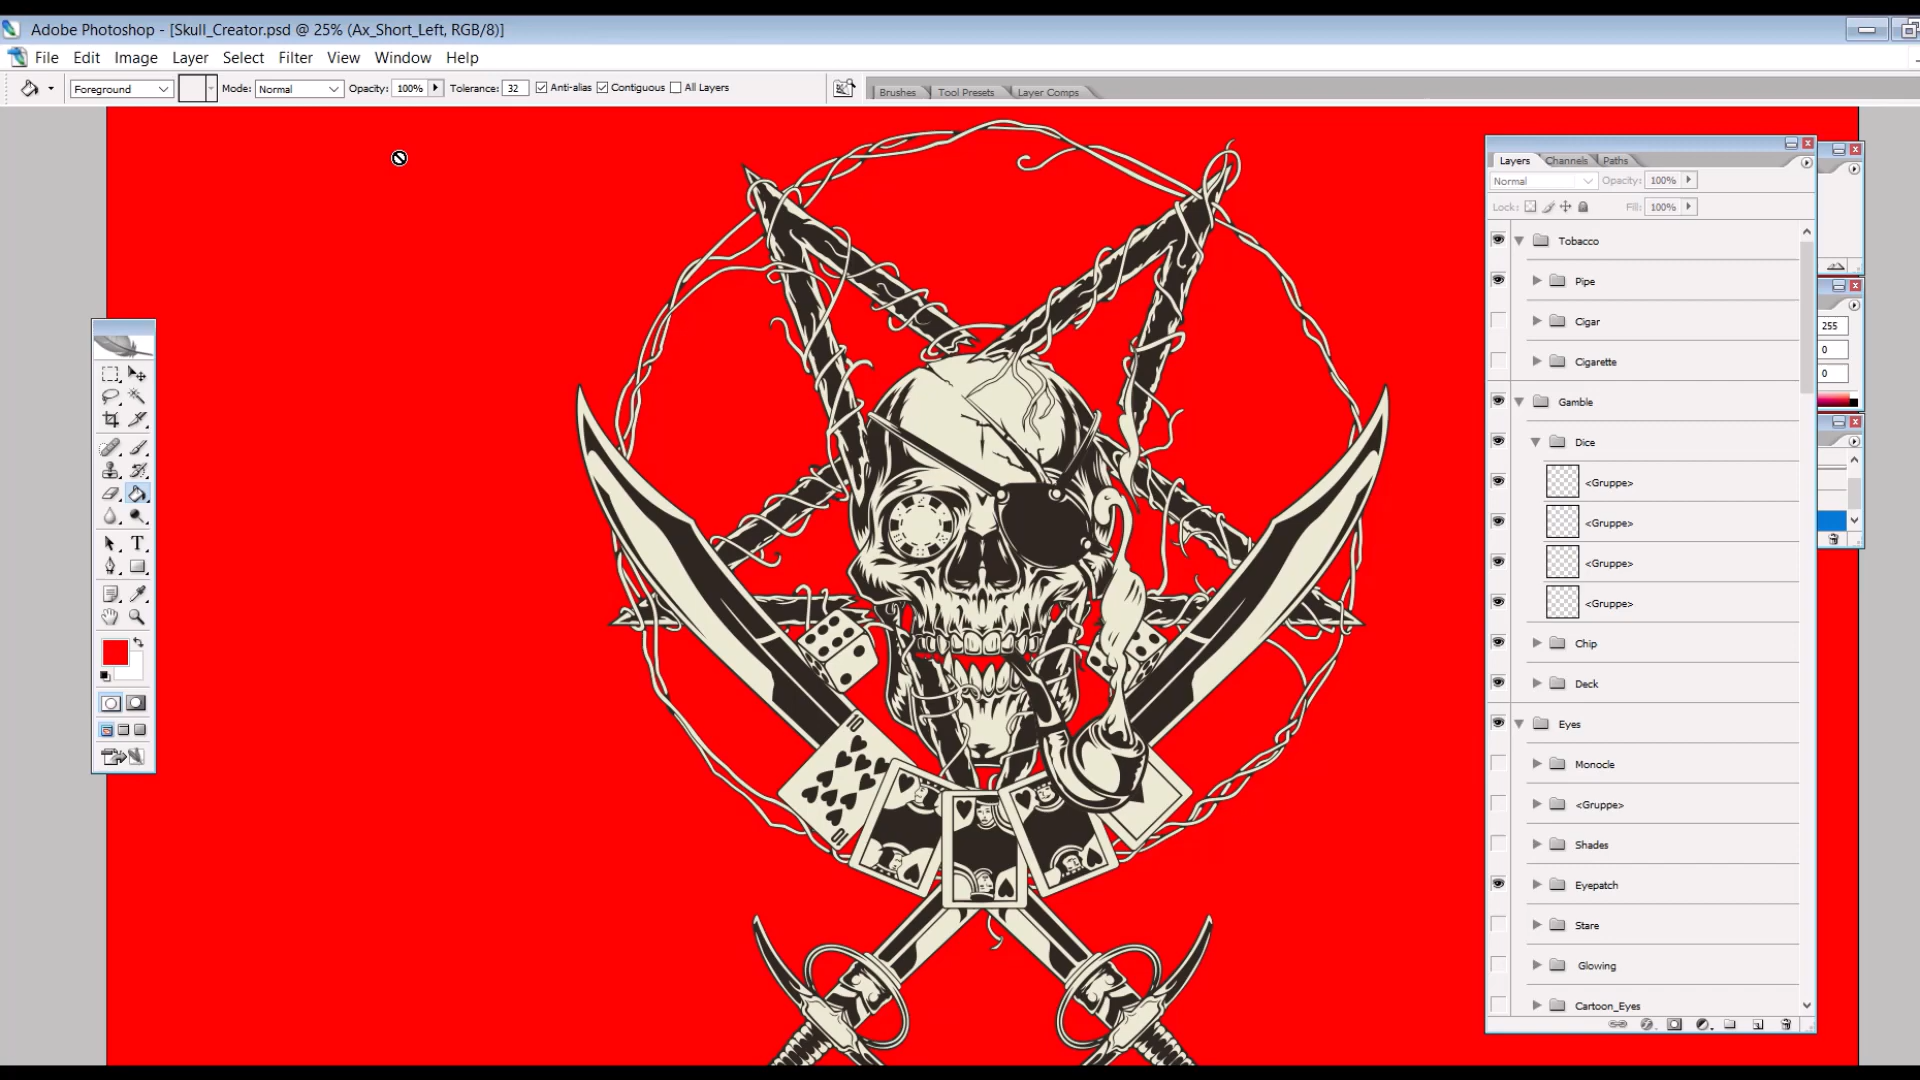 Adobe Photoshop - [Skull_Creator.psd @ 25% (Ax_Short_Left, RGB/8)]
File Edit Image Layer Select Filter View Window Help
Foreground Mode: Normal Opacity: 100% Tolerance: 32 Anti-alias Contiguous All Layers
Brushes Tool Presets Layer Comps
Layers Channels Paths
Normal Opacity: 100%
Lock: Fill: 100%
Tobacco
Pipe
Cigar
Cigarette
Gamble
Dice
<Gruppe>
<Gruppe>
<Gruppe>
<Gruppe>
Chip
Deck
Eyes
Monocle
<Gruppe>
Shades
Eyepatch
Stare
Glowing
Cartoon_Eyes
255
0
0
T
10
10